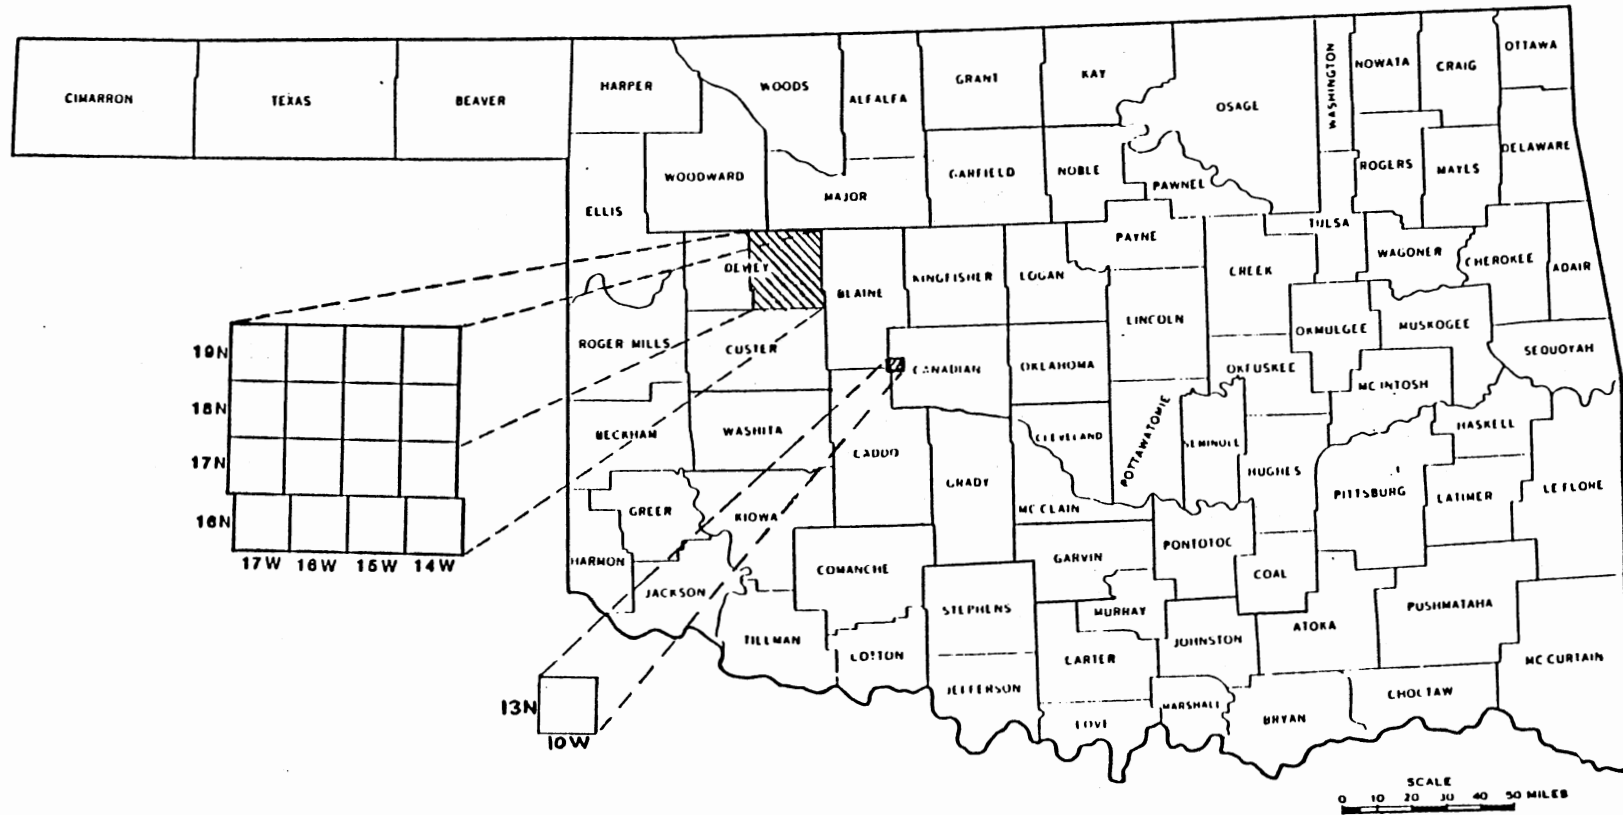 CIMARRON
TEXAS
BEAVER
HARPER
WOODS
ALFALFA
GRANT
KAY
OSAGE
WASHINGTON
NOWATA
CRAIG
OTTAWA
WOODWARD
ELLIS
MAJOR
GARFIELD
NOBLE
PAWNEE
ROGERS
MAYES
DELAWARE
TULSA
DEWEY
BLAINE
KINGFISHER
LOGAN
PAYNE
CREEK
WAGONER
CHEROKEE
ADAIR
ROGER MILLS
CUSTER
CANADIAN
OKLAHOMA
LINCOLN
OKFUSKEE
OKMULGEE
MUSKOGEE
MC INTOSH
SEQUOYAH
19N
18N
17N
16N
17W 16W 15W 14W
BECKHAM
WASHITA
CADDO
GRADY
CLEVELAND
MC CLAIN
POTTAWATOMIE
SEMINOLE
HUGHES
PITTSBURG
HASKELL
LATIMER
LE FLORE
GREER
KIOWA
HARMON
JACKSON
COMANCHE
TILLMAN
COTTON
STEPHENS
JEFFERSON
GARVIN
MURRAY
CARTER
LOVE
PONTOTOC
COAL
JOHNSTON
MARSHALL
ATOKA
BRYAN
PUSHMATAHA
CHOCTAW
MC CURTAIN
13N
10W
SCALE
0 10 20 30 40 50 MILES